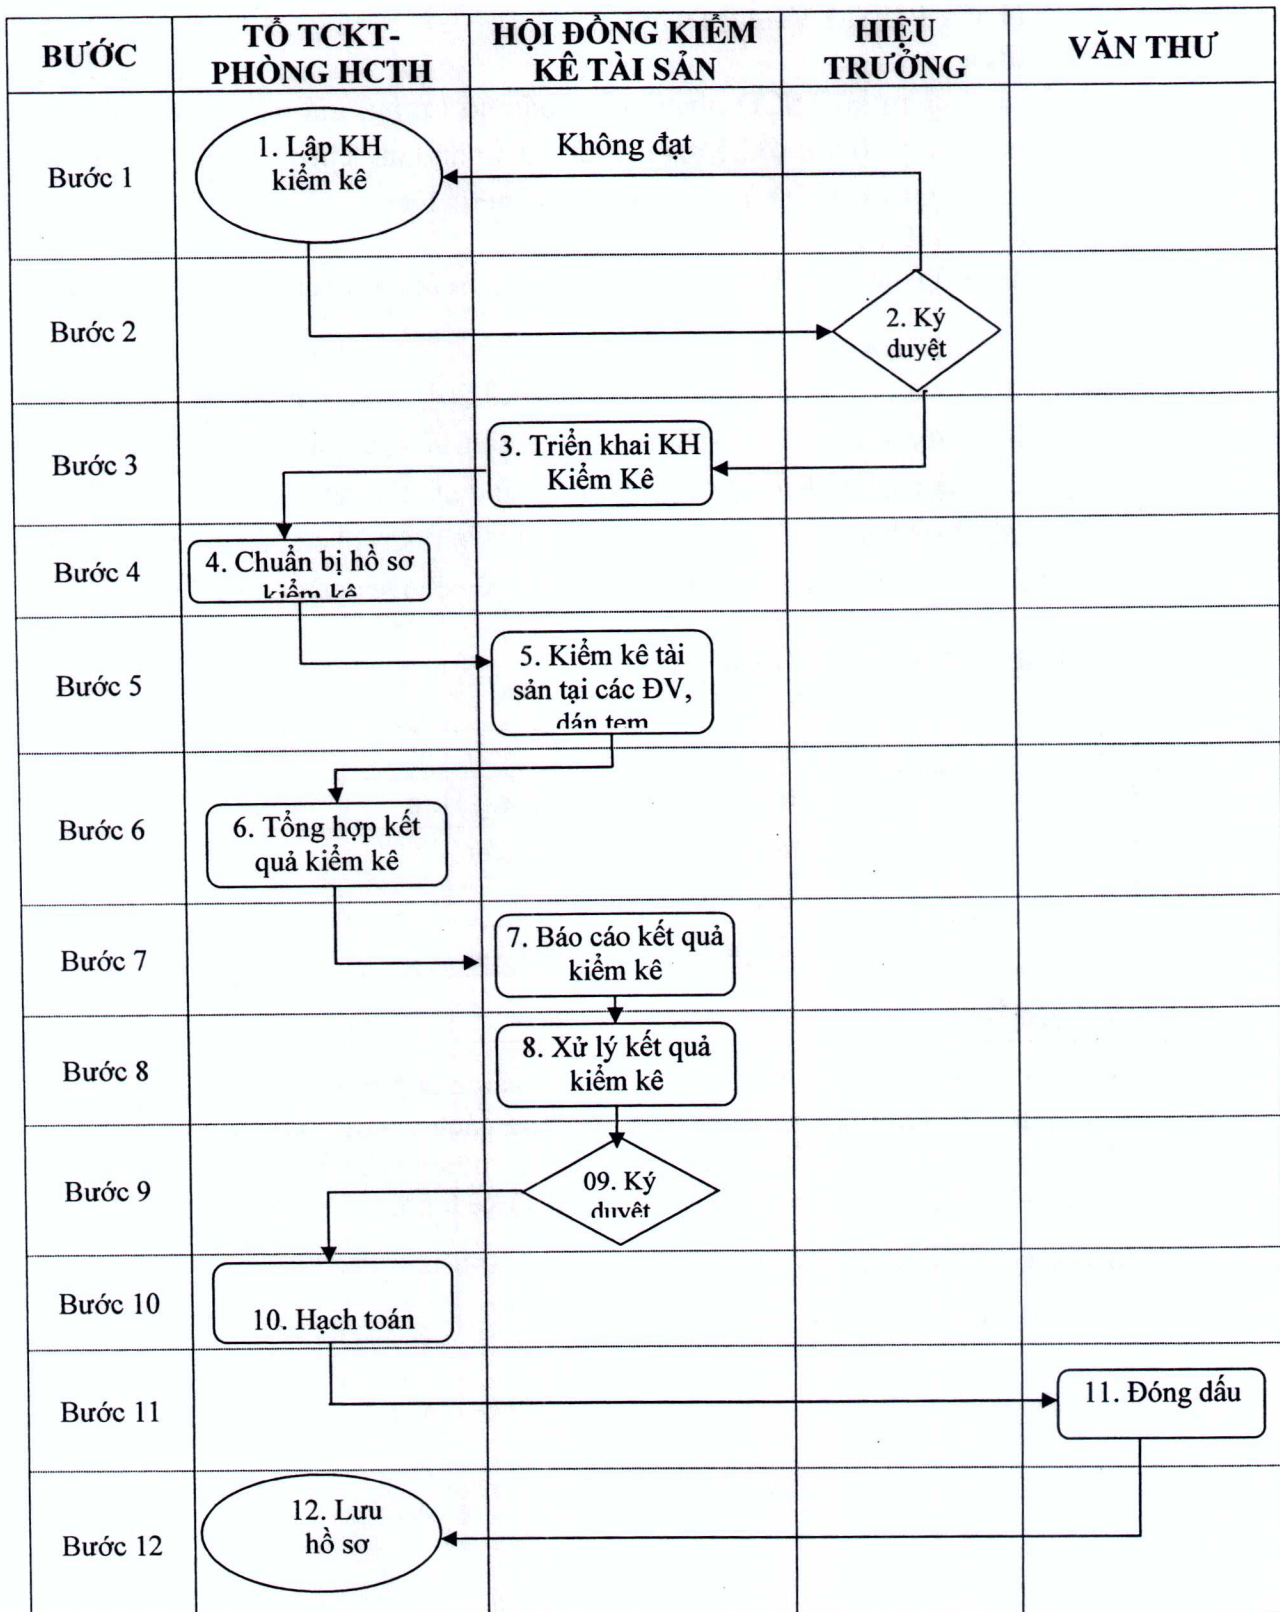 BƯỚC
TỔ TCKT-
PHÒNG HCTH
HỘI ĐỒNG KIỂM
KÊ TÀI SẢN
HIỆU
TRƯỞNG
VĂN THƯ
Bước 1
1. Lập KH
kiểm kê
Không đạt
Bước 2
2. Ký
duyệt
Bước 3
3. Triển khai KH
Kiểm Kê
Bước 4
4. Chuẩn bị hồ sơ
kiểm kê
Bước 5
5. Kiểm kê tài
sản tại các ĐV,
dán tem
Bước 6
6. Tổng hợp kết
quả kiểm kê
Bước 7
7. Báo cáo kết quả
kiểm kê
Bước 8
8. Xử lý kết quả
kiểm kê
Bước 9
09. Ký
duyệt
Bước 10
10. Hạch toán
Bước 11
11. Đóng dấu
Bước 12
12. Lưu
hồ sơ